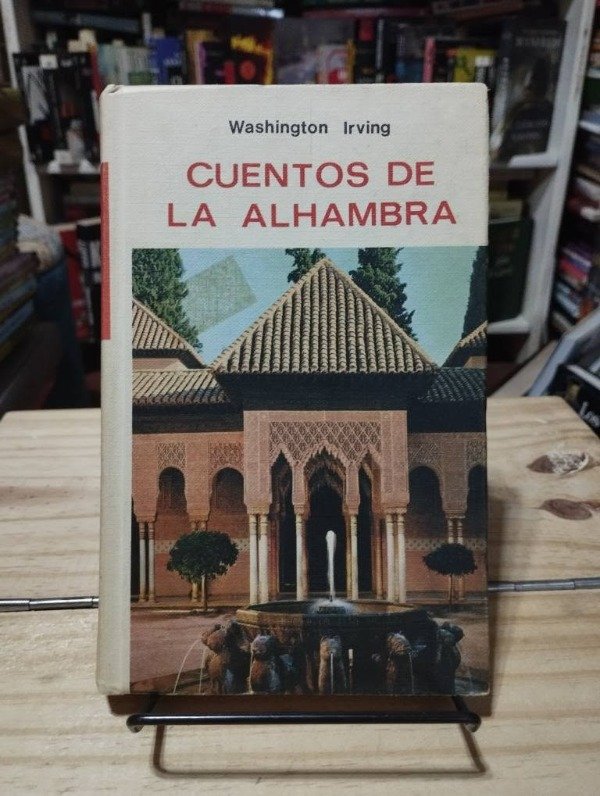 Washington Irving
CUENTOS DE
LA ALHAMBRA